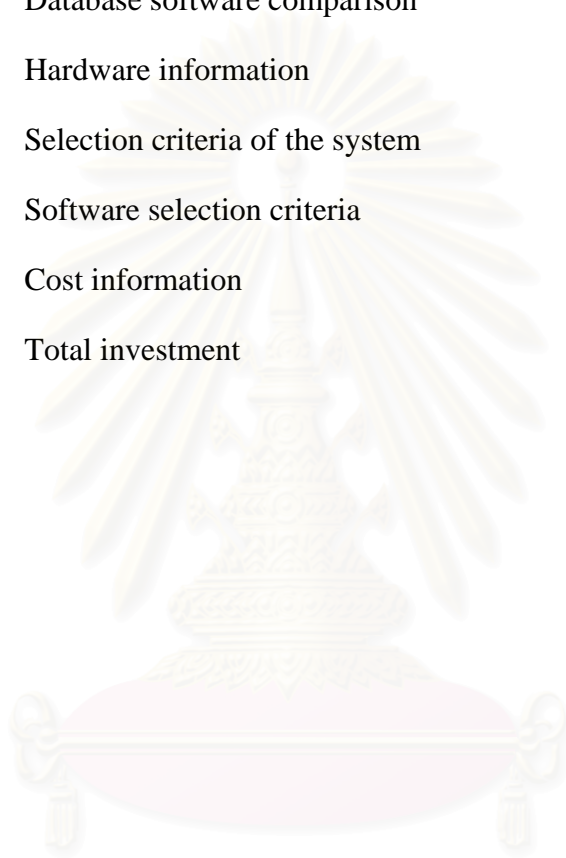 Database software comparison
Hardware information
Selection criteria of the system
Software selection criteria
Cost information
Total investment